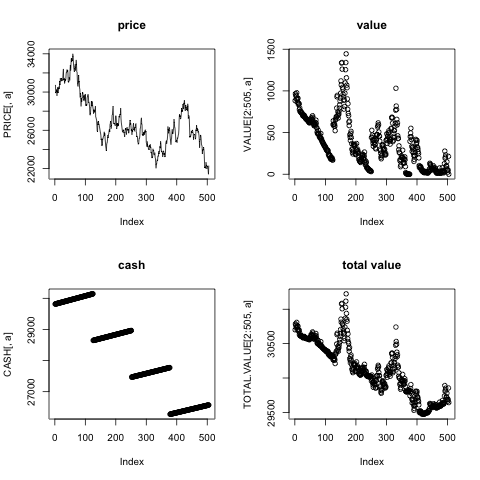 price
PRICE[, a]
22000 26000 30000 34000
0 100 200 300 400 500
Index
value
VALUE[2:505, a]
0 500 1000 1500
0 100 200 300 400 500
Index
cash
CASH[, a]
27000 29000
0 100 200 300 400 500
Index
total value
TOTAL.VALUE[2:505, a]
29500 30500
0 100 200 300 400 500
Index